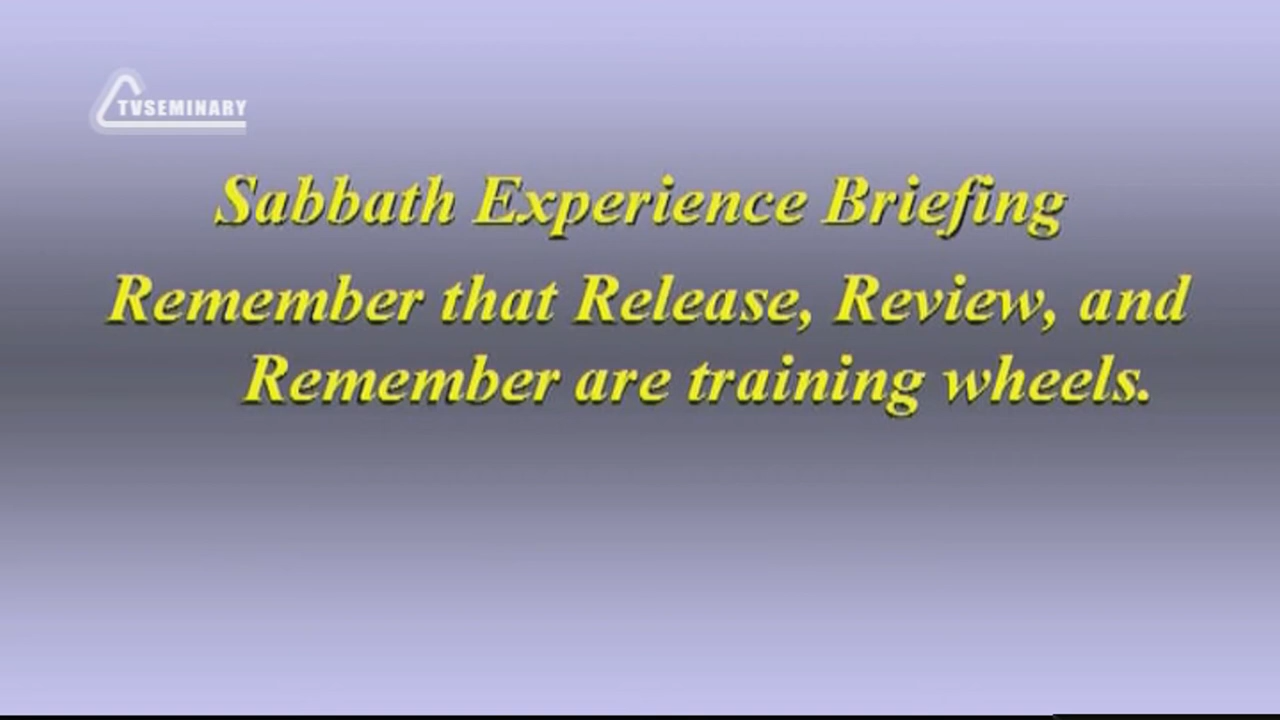 TVSEMINARY
Sabbath Experience Briefing
Remember that Release, Review, and
Remember are training wheels.